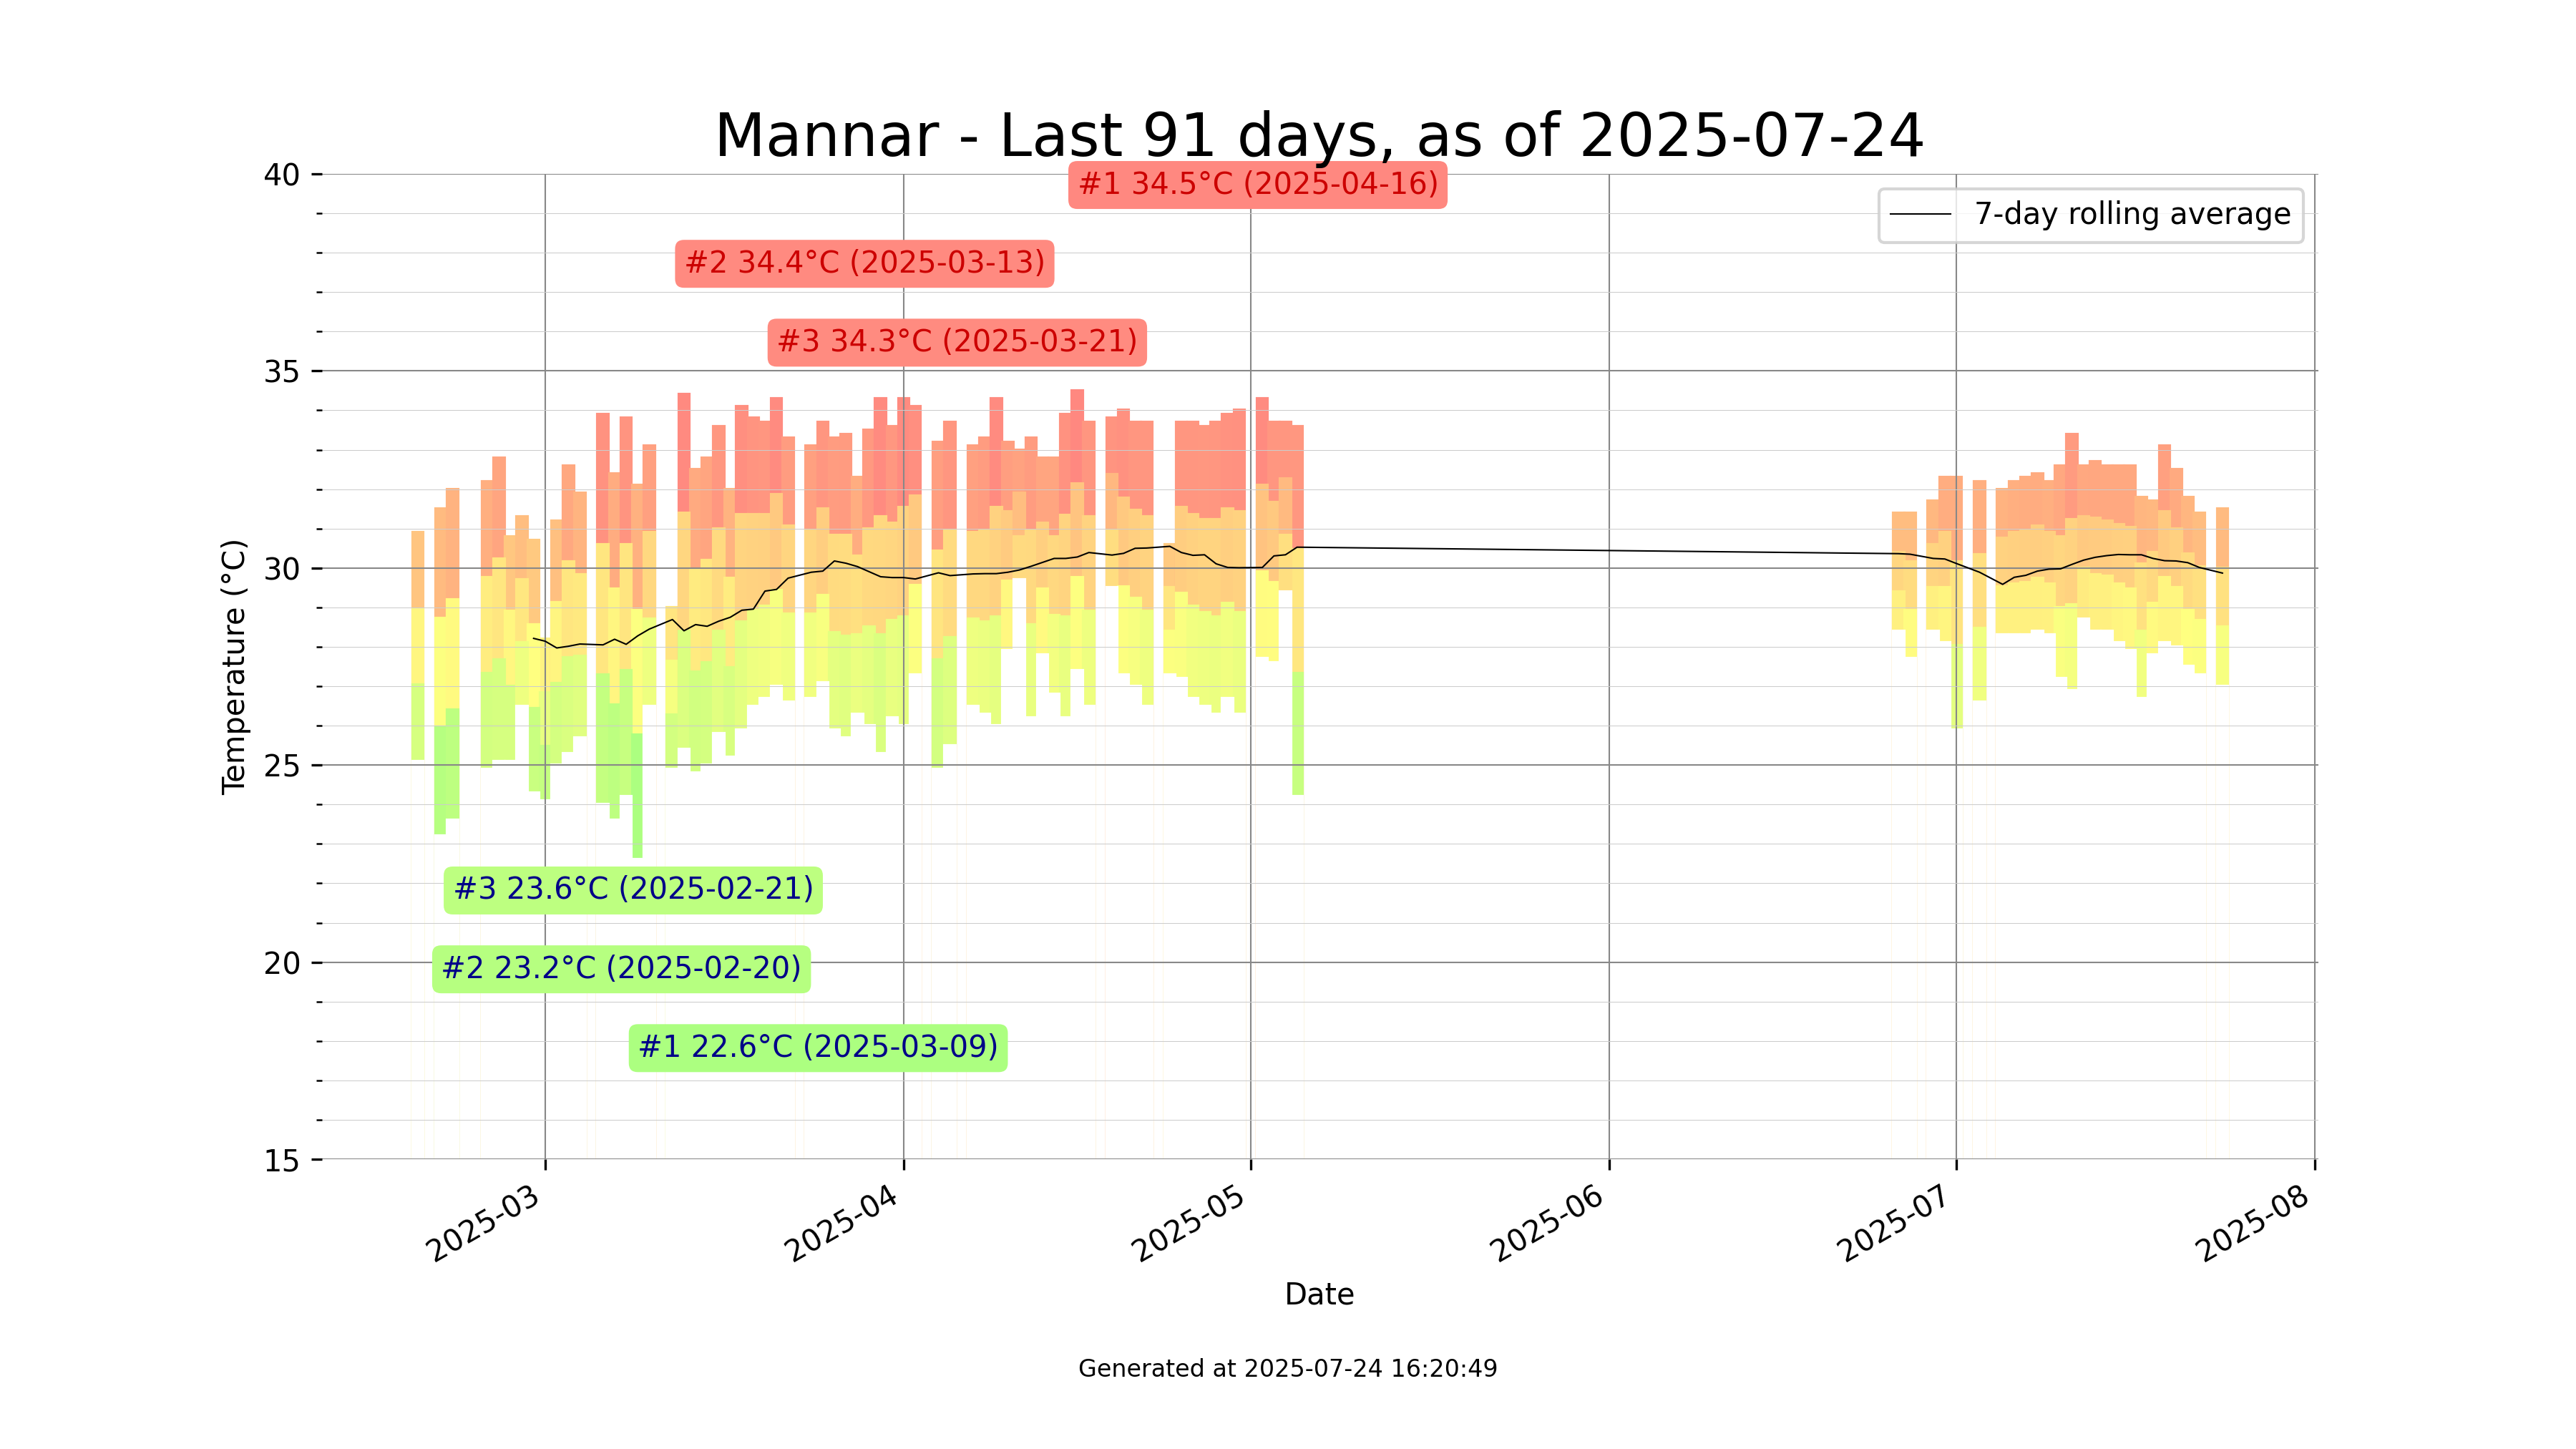 Mannar - Last 91 days, as of 2025-07-24
#1 34.5°C (2025-04-16)
#2 34.4°C (2025-03-13)
#3 34.3°C (2025-03-21)
7-day rolling average
40
35
30
25
20
15
Temperature (°C)
#3 23.6°C (2025-02-21)
#2 23.2°C (2025-02-20)
#1 22.6°C (2025-03-09)
2025-03
2025-04
2025-05
2025-06
2025-07
2025-08
Date
Generated at 2025-07-24 16:20:49